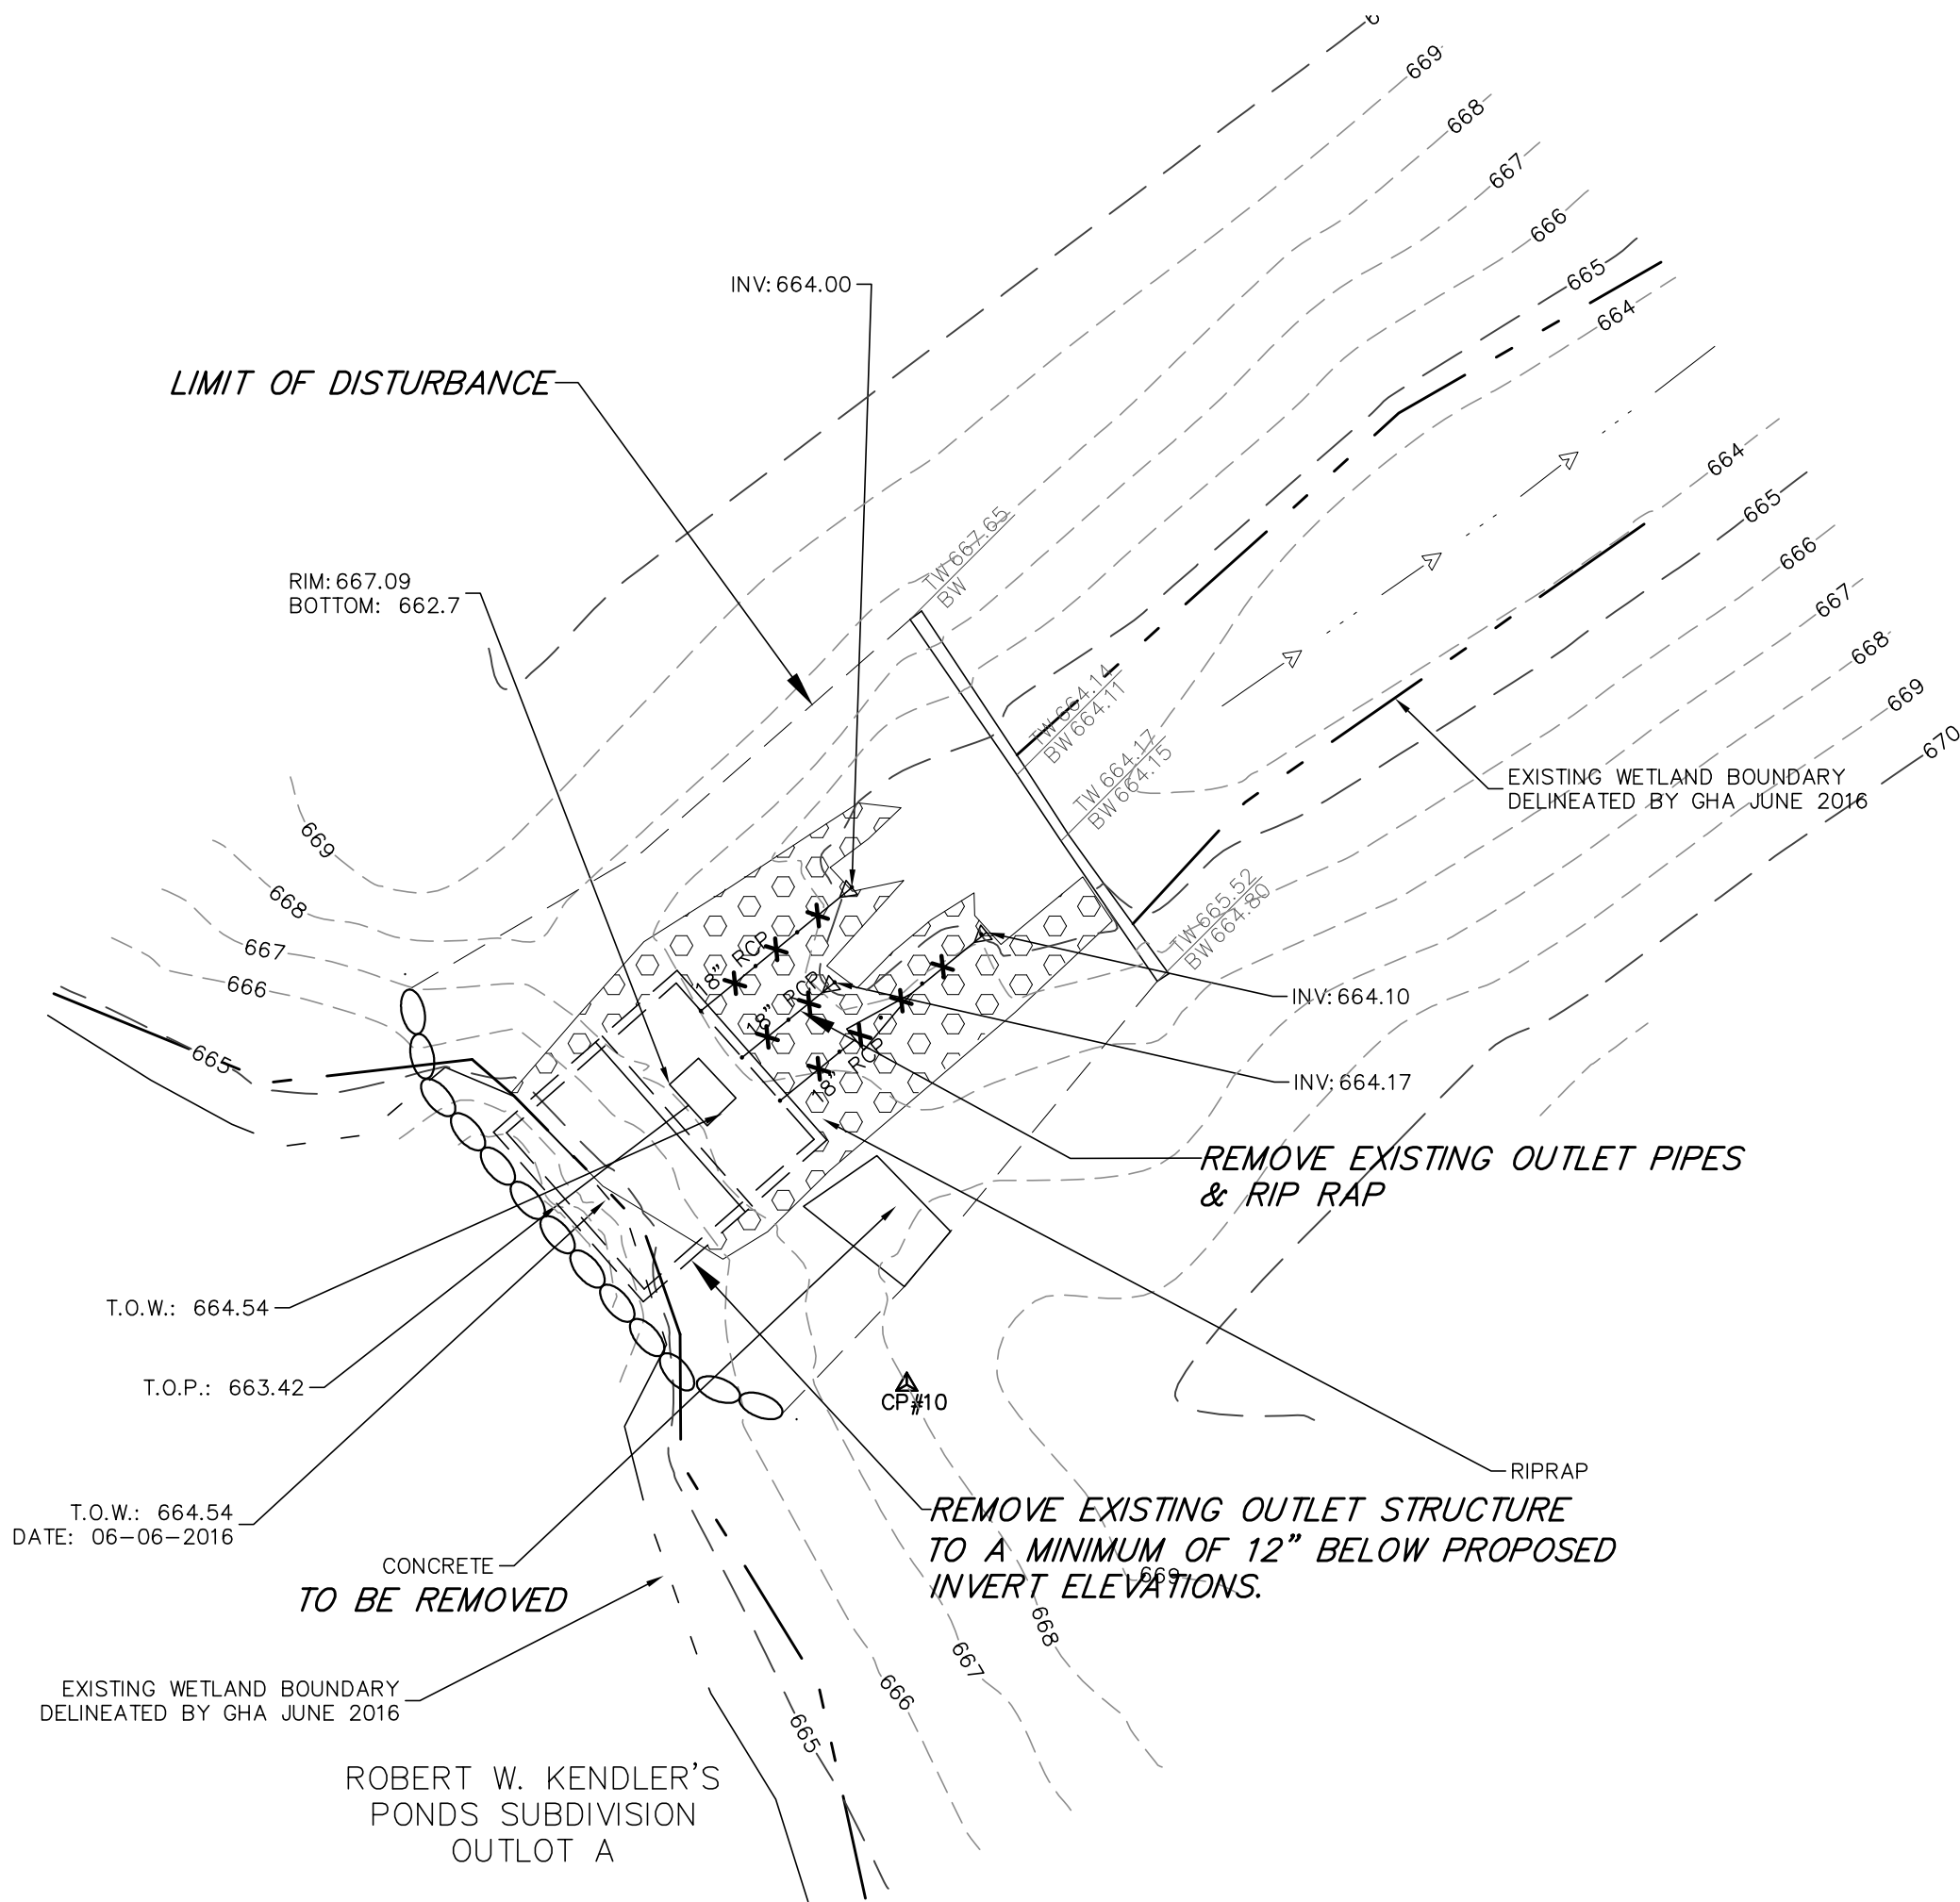 669
668
667
666
665
664
INV: 664.00
LIMIT OF DISTURBANCE
TW 667.65
BW
RIM: 667.09
BOTTOM: 662.7
664
665
666
667
668
669
670
TW 664.14
BW 664.11
TW 664.17
BW 664.15
EXISTING WETLAND BOUNDARY
DELINEATED BY GHA JUNE 2016
TW 665.52
BW 664.80
669
668
667
666
665
18" RCP
18" RCP
18" RCP
INV: 664.10
INV: 664.17
REMOVE EXISTING OUTLET PIPES
& RIP RAP
T.O.W.: 664.54
T.O.P.: 663.42
T.O.W.: 664.54
DATE: 06-06-2016
CP#10
RIPRAP
CONCRETE
TO BE REMOVED
REMOVE EXISTING OUTLET STRUCTURE
TO A MINIMUM OF 12" BELOW PROPOSED
INVERT ELEVATIONS.
669
668
667
666
665
EXISTING WETLAND BOUNDARY
DELINEATED BY GHA JUNE 2016
ROBERT W. KENDLER'S
PONDS SUBDIVISION
OUTLOT A